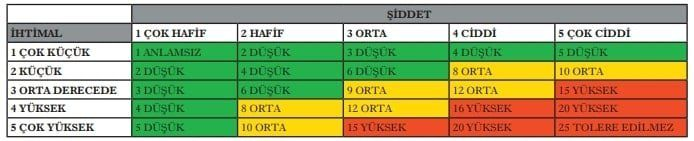 ŞİDDET
İHTİMAL 1 ÇOK HAFİF 2 HAFİF 3 ORTA 4 CİDDİ 5 ÇOK CİDDİ
1 ÇOK KÜÇÜK 1 ANLAMSIZ 2 DÜŞÜK 3 DÜŞÜK 4 DÜŞÜK 5 DÜŞÜK
2 KÜÇÜK 2 DÜŞÜK 4 DÜŞÜK 6 DÜŞÜK 8 ORTA 10 ORTA
3 ORTA DERECEDE 3 DÜŞÜK 6 DÜŞÜK 9 ORTA 12 ORTA 15 YÜKSEK
4 YÜKSEK 4 DÜŞÜK 8 ORTA 12 ORTA 16 YÜKSEK 20 YÜKSEK
5 ÇOK YÜKSEK 5 DÜŞÜK 10 ORTA 15 YÜKSEK 20 YÜKSEK 25 TOLERE EDİLMEZ